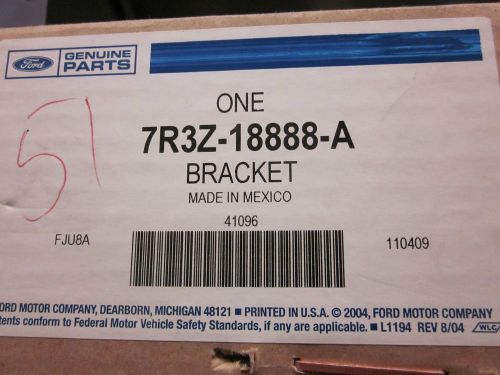 Ford
GENUINE
PARTS
ONE
7R3Z-18888-A
BRACKET
MADE IN MEXICO
41096
FJU8A
110409
51
ORD MOTOR COMPANY, DEARBORN, MICHIGAN 48121 ■ PRINTED IN U.S.A. © 2004, FORD MOTOR COMPANY
tents conform to Federal Motor Vehicle Safety Standards, if any are applicable. ■ L1194 REV 8/04 WLC